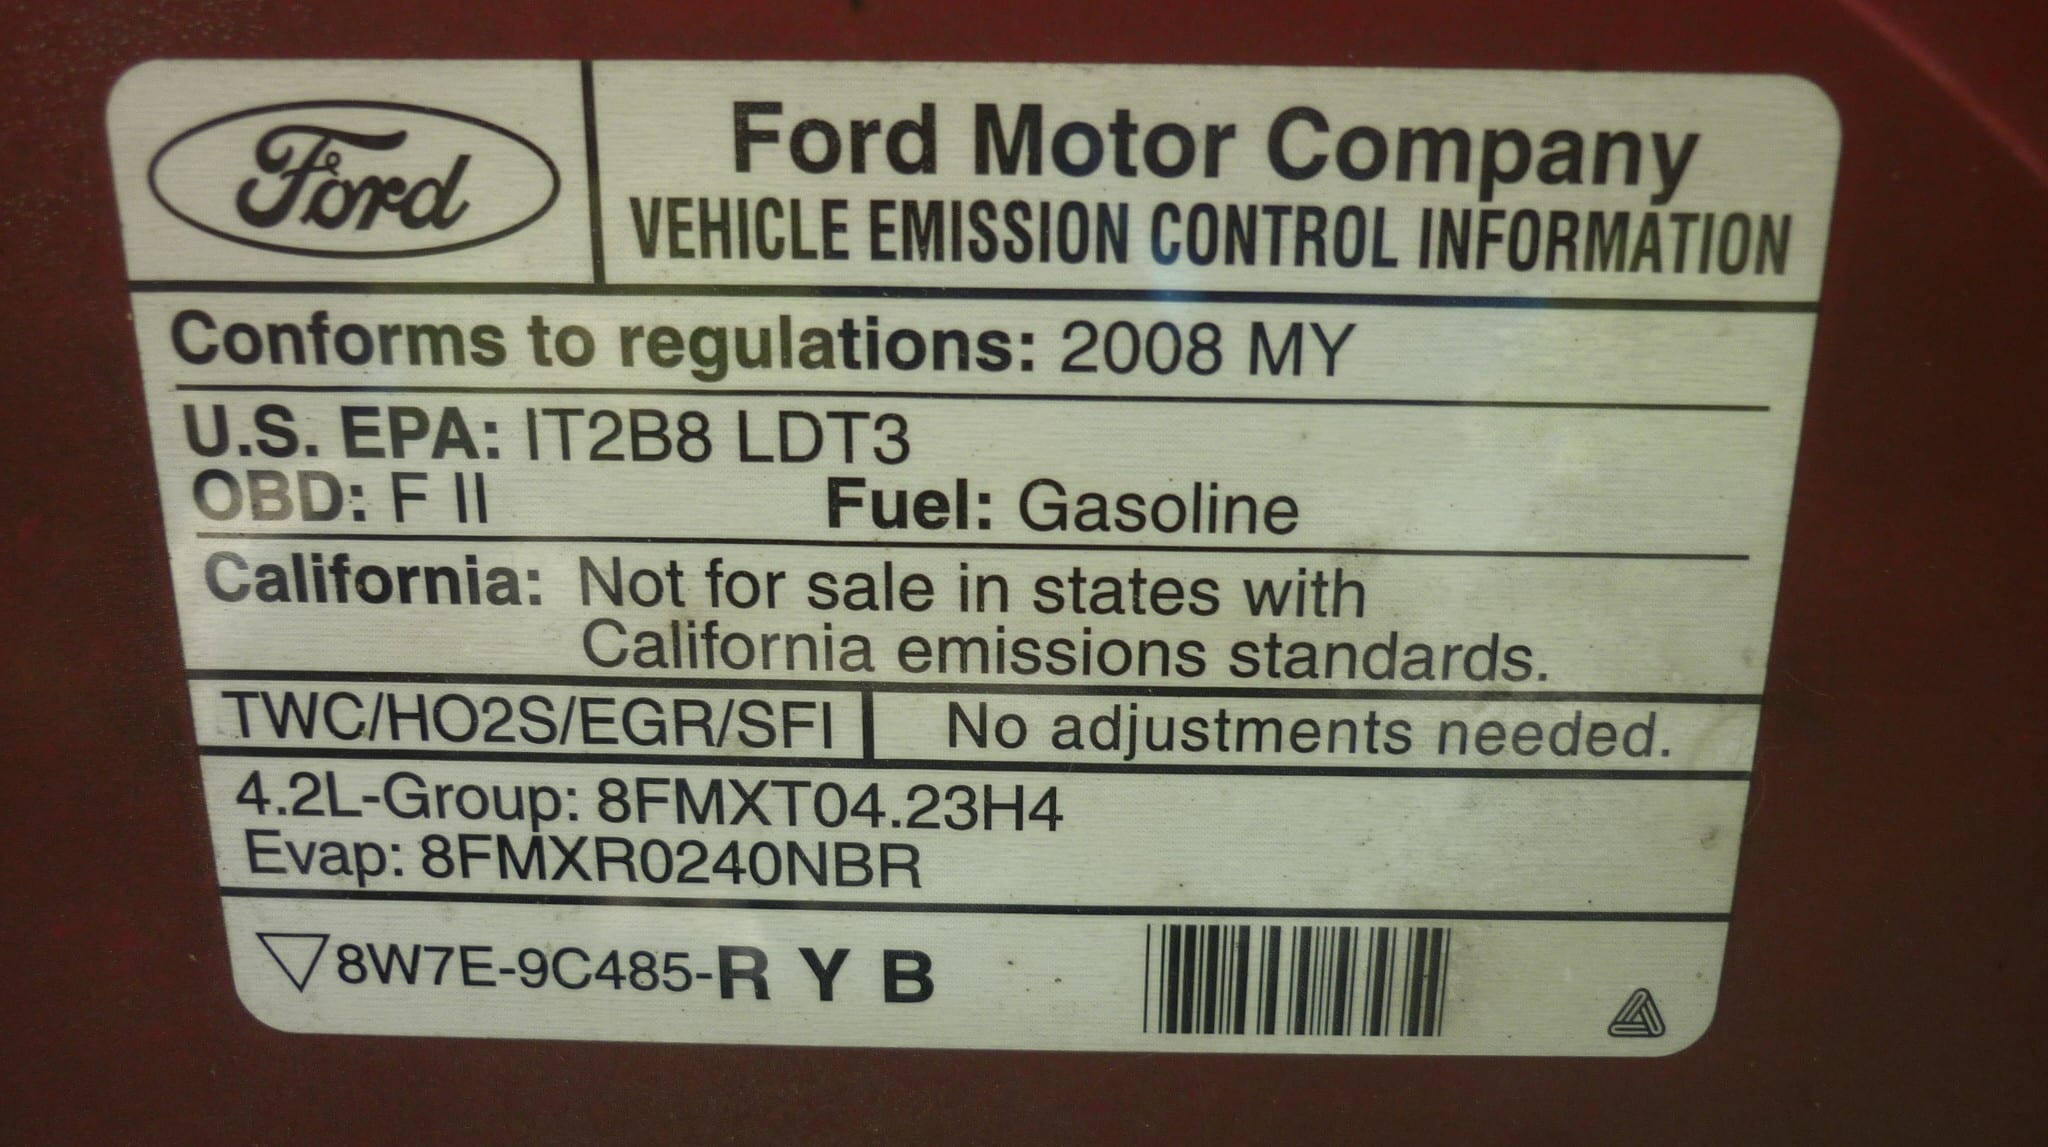 Ford
Ford Motor Company
VEHICLE EMISSION CONTROL INFORMATION
Conforms to regulations: 2008 MY
U.S. EPA: IT2B8 LDT3
OBD: F II Fuel: Gasoline
California: Not for sale in states with
California emissions standards.
TWC/HO2S/EGR/SFI No adjustments needed.
4.2L-Group: 8FMXT04.23H4
Evap: 8FMXR0240NBR
8W7E-9C485-R Y B